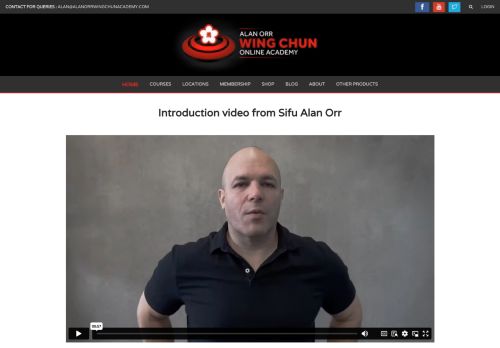 CONTACT FOR QUERIES : ALAN@ALANORRWINGCHUNACADEMY.COM
LOGIN
ALAN ORR
WING CHUN
ONLINE ACADEMY
HOME COURSES LOCATIONS MEMBERSHIP SHOP BLOG ABOUT OTHER PRODUCTS
Introduction video from Sifu Alan Orr